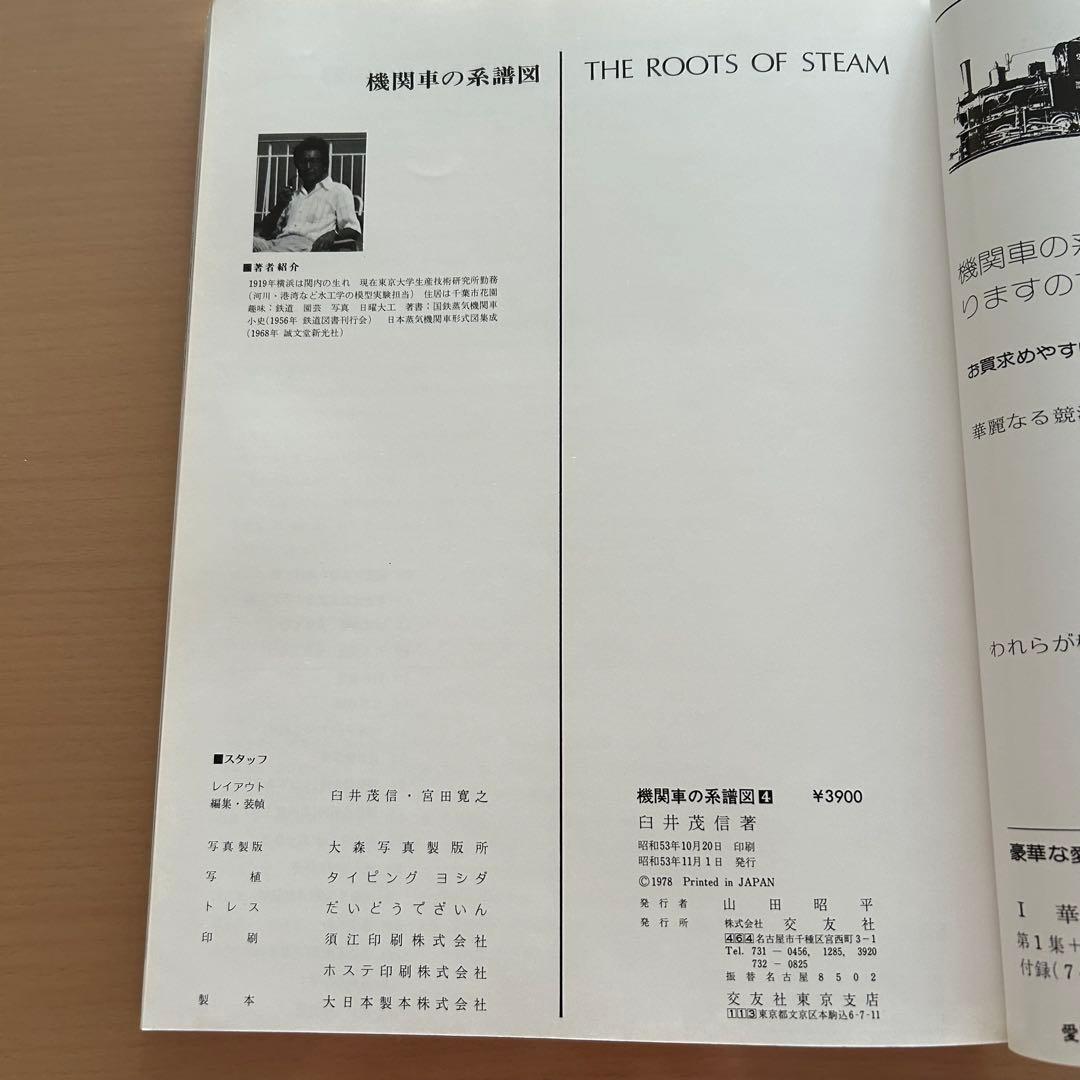 機関車の系譜図
THE ROOTS OF STEAM
■著者紹介
1919年横浜は関内の生れ 現在東京大学生産技術研究所勤務
(河川・港湾など水工学の模型実験担当) 住居は千葉市花園
趣味:鉄道 園芸 写真 日曜大工 著書:国鉄蒸気機関車
小史(1956年 鉄道図書刊行会) 日本蒸気機関車形式図集成
(1968年 誠文堂新光社)
■スタッフ
レイアウト
編集・装幀 臼井茂信・宮田寛之
写真製版 大森写真製版所
写植 タイピング ヨシダ
トレス だいどうてざいん
印刷 須江印刷株式会社
ホステ印刷株式会社
製本 大日本製本株式会社
機関車の系譜図4 ¥3900
臼井茂信著
昭和53年10月20日 印刷
昭和53年11月1日 発行
©1978 Printed in JAPAN
発行者 山田昭平
発行所 株式会社 交友社
464名古屋市千種区宮西町3-1
Tel. 731-0456, 1285, 3920
732-0825
振替名古屋8502
交友社東京支店
113東京都文京区本駒込6-7-11
機関車の系
りますので
お買求めやすい
華麗なる競
われらが
豪華な愛
I 華
第1集+
付録(7
愛